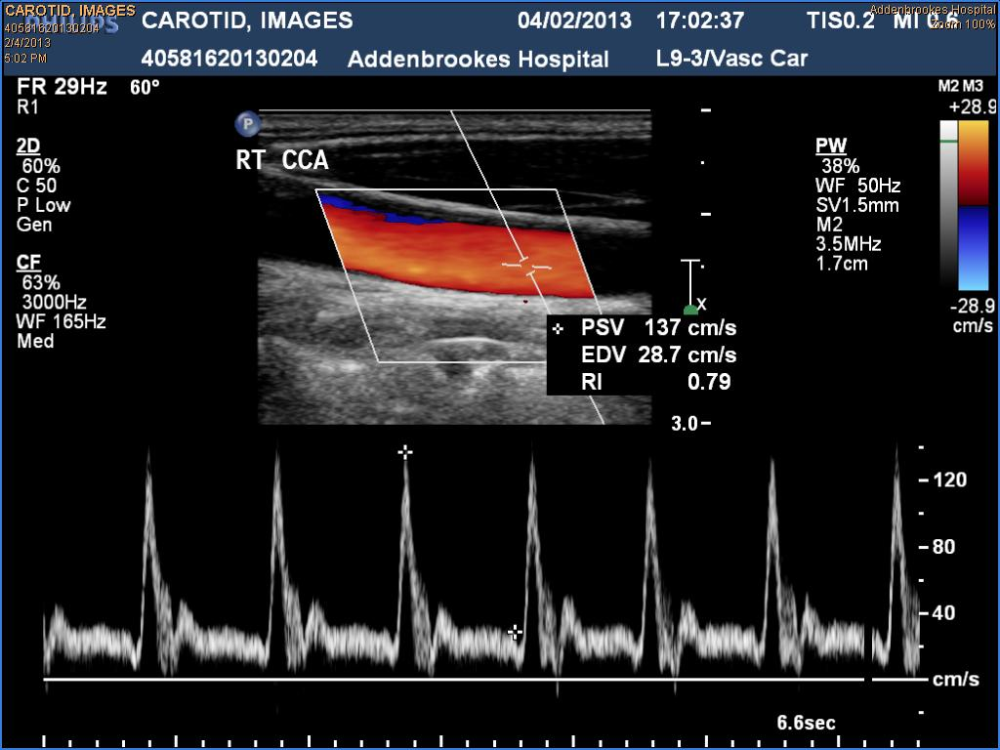 CAROTID, IMAGES
40581620130204
2/4/2013
5:02 PM
PHILIPS
CAROTID, IMAGES 04/02/2013 17:02:37 TIS0.2 MI 0.6
Addenbrookes Hospital
Zoom 100%
40581620130204 Addenbrookes Hospital L9-3/Vasc Car
FR 29Hz 60°
R1
2D
60%
C 50
P Low
Gen
CF
63%
3000Hz
WF 165Hz
Med
P
RT CCA
PW
38%
WF 50Hz
SV1.5mm
M2
3.5MHz
1.7cm
M2 M3
+28.9
-28.9
cm/s
x
PSV 137 cm/s
EDV 28.7 cm/s
RI 0.79
3.0
120
80
40
cm/s
6.6sec